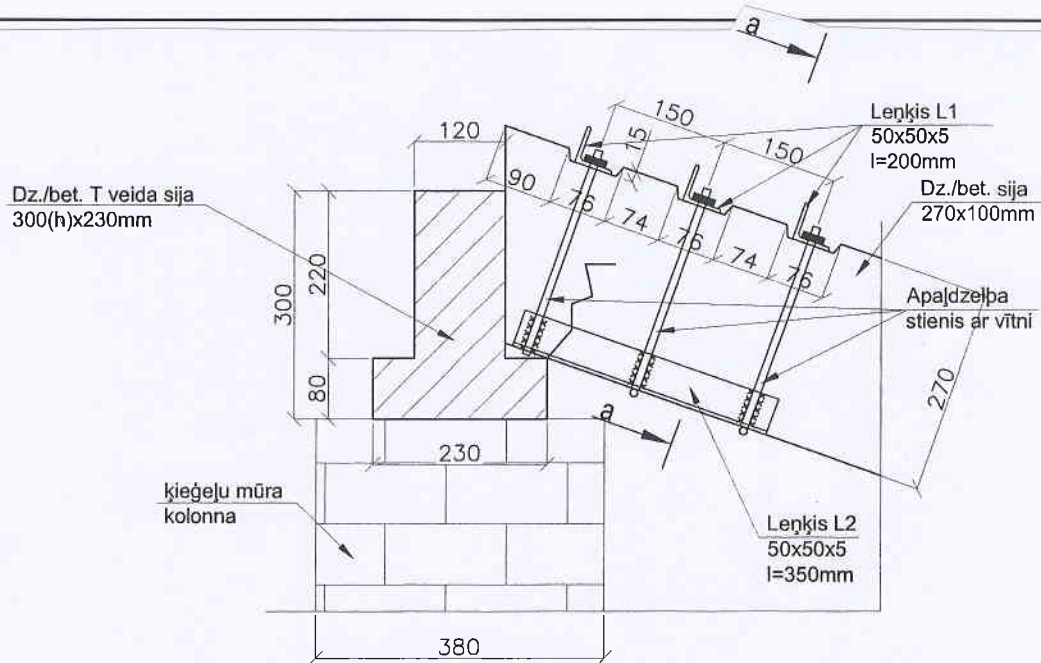 a
150
15
150
Leņķis L1
50x50x5
l=200mm
120
Dz./bet. T veida sija
300(h)x230mm
Dz./bet. sija
270x100mm
90
76
74
76
74
76
300
220
80
Apaļdzelþa
stienis ar vītni
270
a
230
ķieģeļu mūra
kolonna
Leņķis L2
50x50x5
l=350mm
380